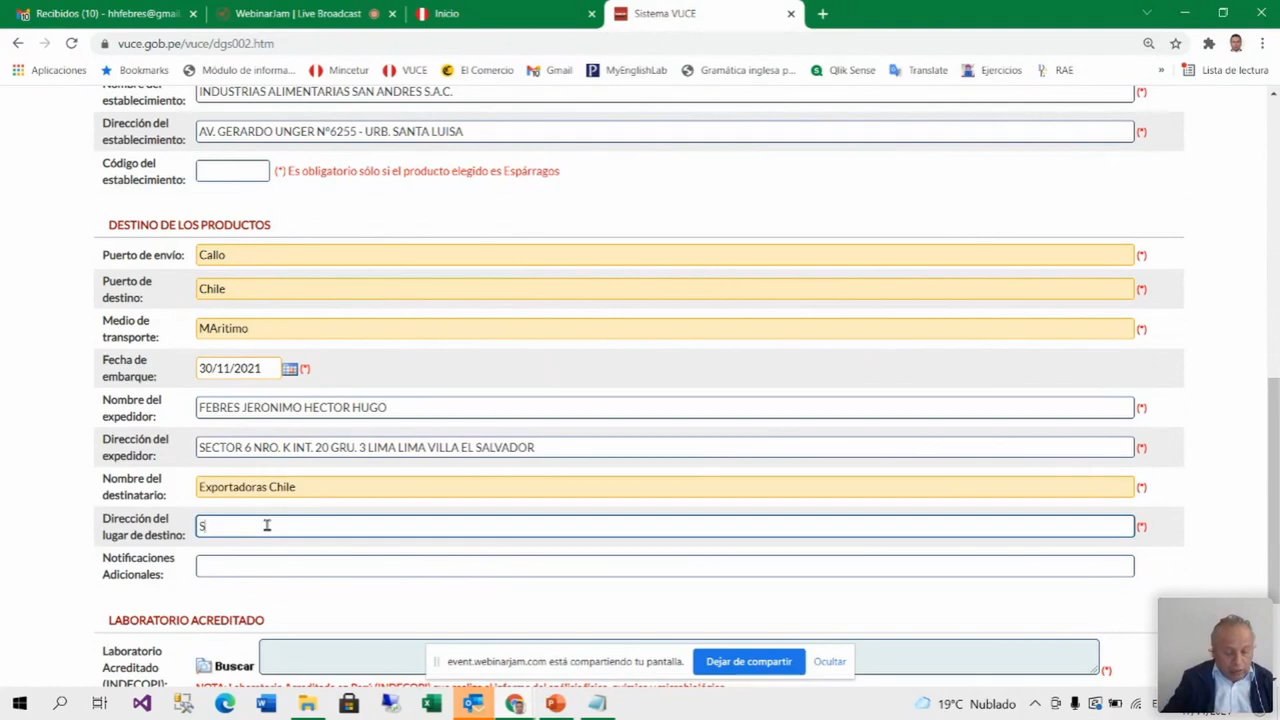 Recibidos (10) - hhfebres@gmail.
WebinarJam | Live Broadcast
Inicio
Sistema VUCE
vuce.gob.pe/vuce/dgs002.htm
Aplicaciones
Bookmarks
Módulo de informa...
Mincetur
VUCE
El Comercio
Gmail
MyEnglishLab
Gramática inglesa p...
Qlik Sense
Translate
Ejercicios
RAE
»
Lista de lectura
Nombre del establecimiento: INDUSTRIAS ALIMENTARIAS SAN ANDRES S.A.C. (*)
Dirección del establecimiento: AV. GERARDO UNGER N°6255 - URB. SANTA LUISA (*)
Código del establecimiento: (*) Es obligatorio sólo si el producto elegido es Espárragos
DESTINO DE LOS PRODUCTOS
Puerto de envío: Callo (*)
Puerto de destino: Chile (*)
Medio de transporte: MAritimo (*)
Fecha de embarque: 30/11/2021 (*)
Nombre del expedidor: FEBRES JERONIMO HECTOR HUGO (*)
Dirección del expedidor: SECTOR 6 NRO. K INT. 20 GRU. 3 LIMA LIMA VILLA EL SALVADOR (*)
Nombre del destinatario: Exportadoras Chile (*)
Dirección del lugar de destino: S (*)
Notificaciones Adicionales:
LABORATORIO ACREDITADO
Laboratorio Acreditado (INDECOPI): Buscar (*)
event.webinarjam.com está compartiendo tu pantalla.
Dejar de compartir
Ocultar
19°C Nublado